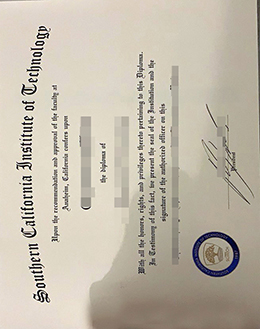 Southern California Institute of Technology
Upon the recommendation and approval of the faculty at
Anaheim, California confers upon
the diploma of
With all the honors, rights, and privileges thereto pertaining to this Diploma.
In Testimony of this fact, we present the seal of the Institution and the
signature of the authorized officer on this